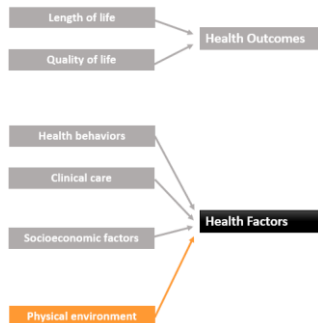 Length of life
Health Outcomes
Quality of life
Health behaviors
Clinical care
Health Factors
Socioeconomic factors
Physical environment